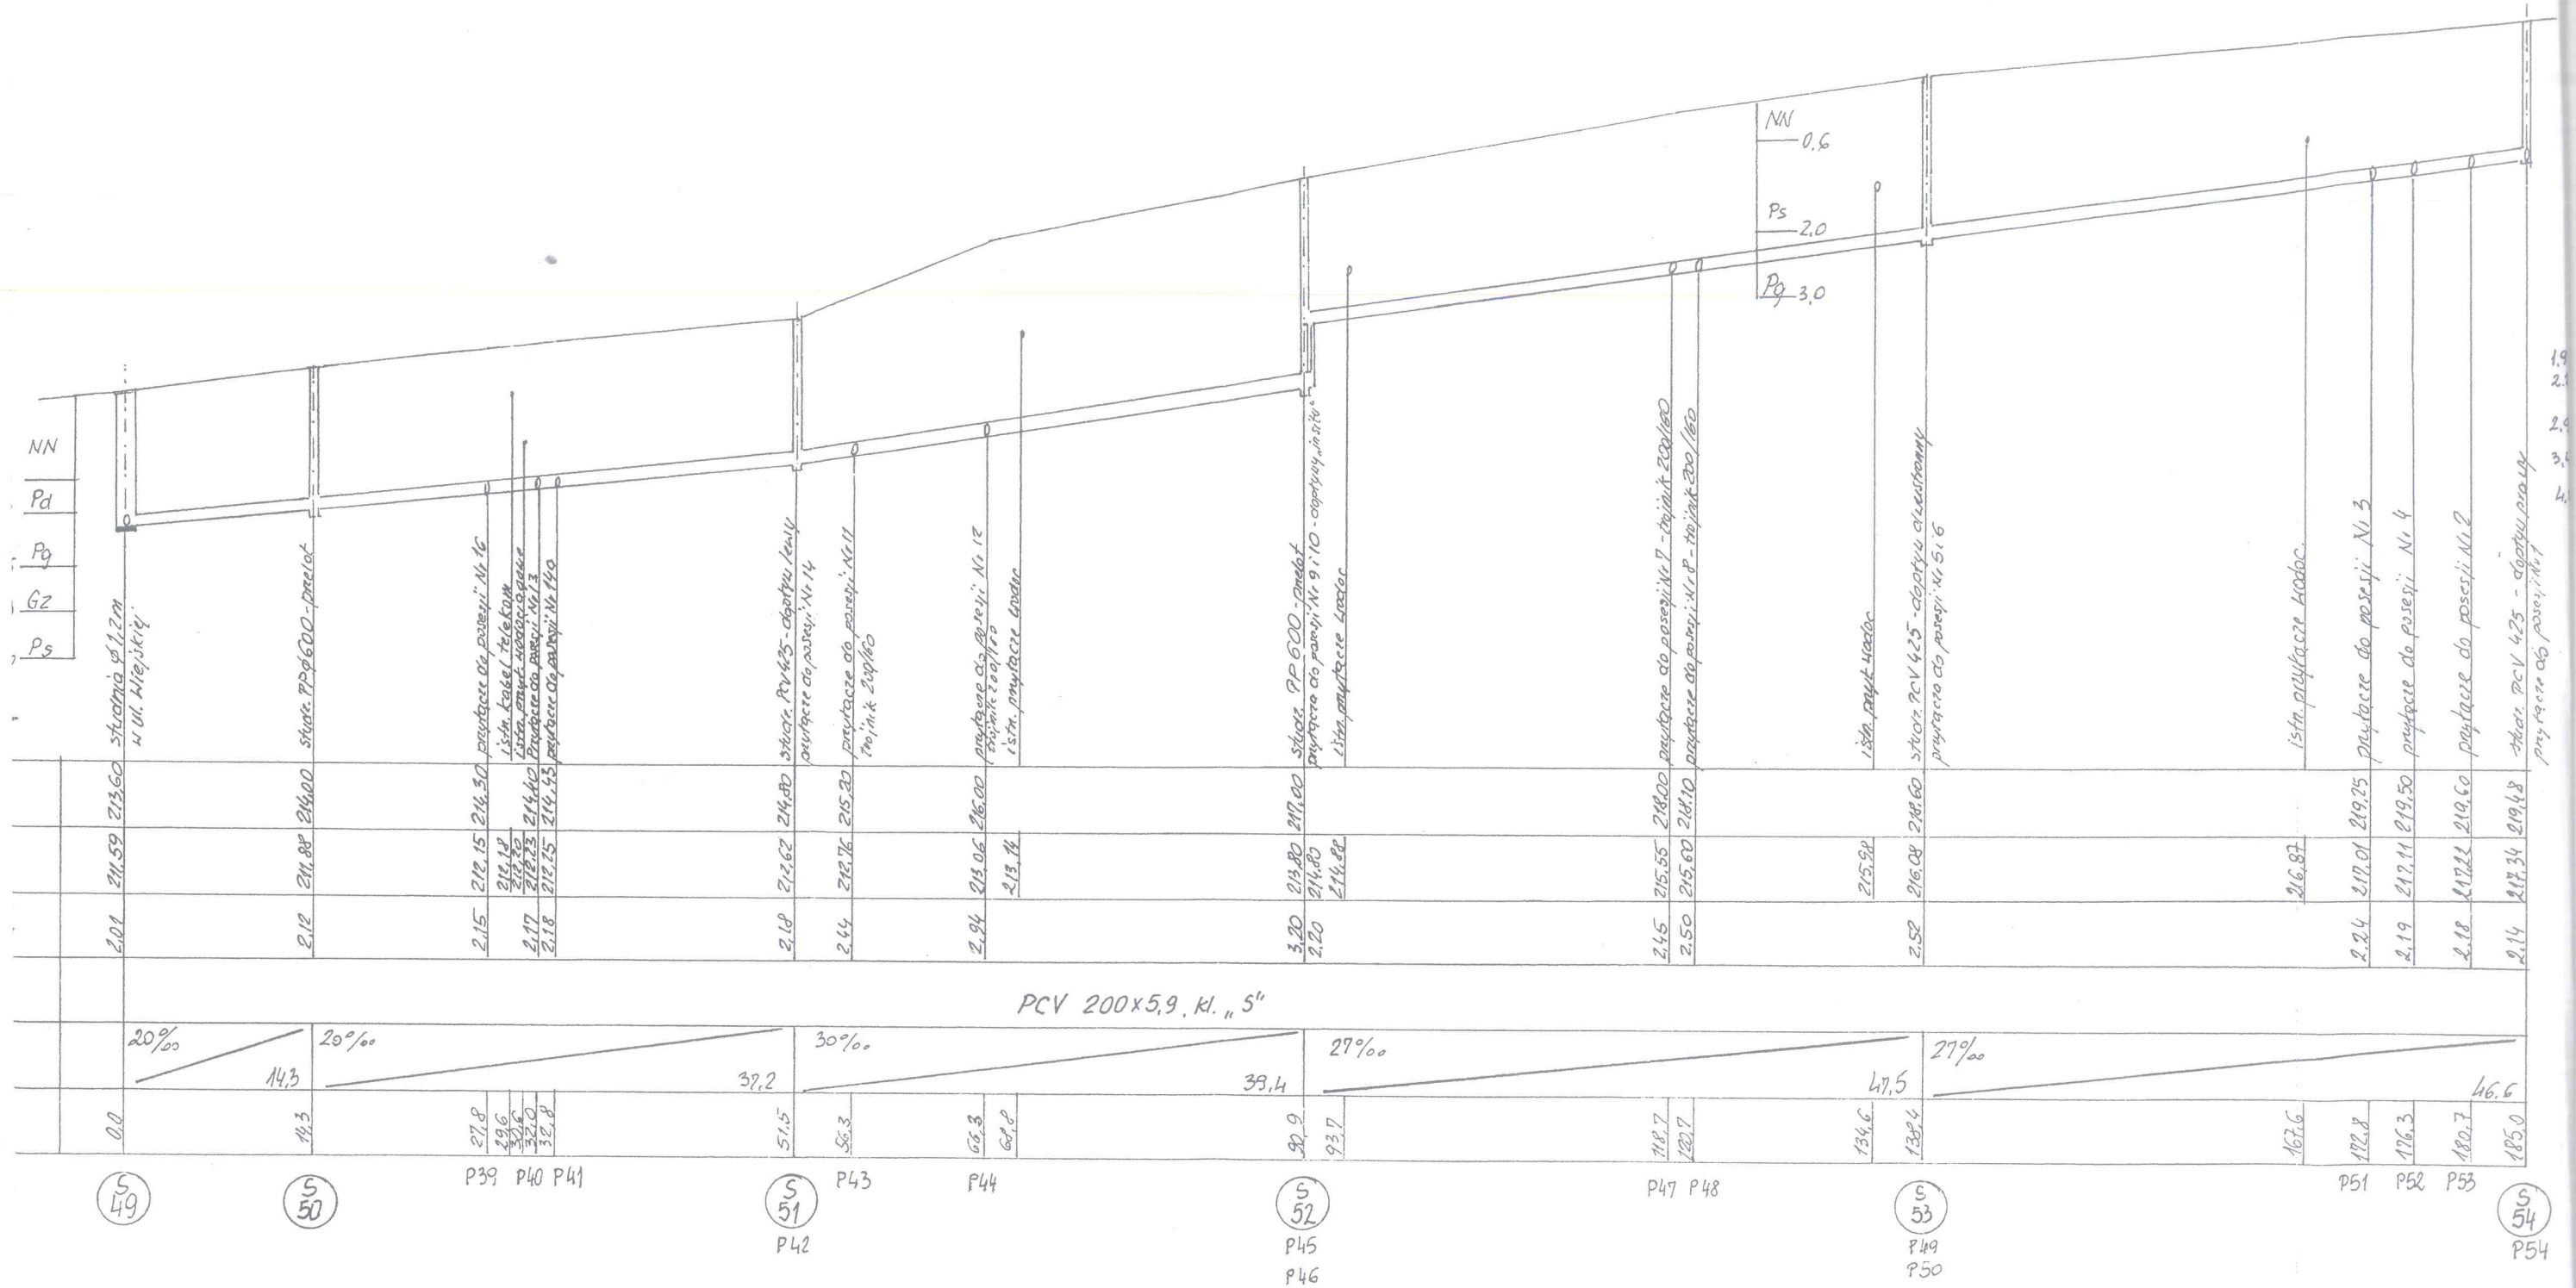 NN
0,6
Ps
2,0
Pg 3,0
NN
Pd
Pg
GZ
Ps
studnia ø 1,2m
w ul. Wiejskiej
studz. PPø600-przelot
przyłącze do posesji Nr 16
istn. kabel telekom
istn. przył. wodociągowe
przyłącze do posesji Nr 13
przyłącze do posesji Nr 14a
studz. PCV425-dopływ lewy
przyłącze do posesji Nr 14
przyłącze do posesji Nr 11
trójnik 200/160
przyłącze do posesji Nr 12
trójnik 200/160
istn. przyłącze wodoc
studz. PP 600-przelot
przyłącza do posesji Nr 9 i 10 - dopływy „insitu"
istn. przyłącze wodoc
przyłącze do posesji Nr 7 - trójnik 200/160
przyłącze do posesji Nr 8 - trójnik 200/160
istn. przył. wodoc
studz. PCV 425 - dopływ dwustronny
przyłącza do posesji Nr 5 i 6
istn. przyłącze wodoc.
przyłącze do posesji Nr 3
przyłącze do posesji Nr 4
przyłącze do posesji Nr 2
studz. PCV 425 - dopływ prawy
przyłącze do posesji Nr 1
213,60 214,00 214,30 214,40 214,43 214,80 215,20 216,00 217,00 218,00 218,10 218,60 219,25 219,50 219,60 219,48
211,59 211,88 212,15 212,18 212,20 212,23 212,25 212,62 212,76 213,06 213,14 213,80 214,80 214,88 215,55 215,60 215,98 216,08 216,87 217,01 217,11 217,22 217,34
2,01 2,12 2,15 2,17 2,18 2,18 2,44 2,94 3,20 2,20 2,45 2,50 2,52 2,24 2,19 2,18 2,14
PCV 200x5,9, kl. „S"
20‰ 20‰ 30‰ 27‰ 27‰
14,3 37,2 39,4 47,5 46,6
0,0 14,3 27,8 29,6 30,6 32,0 32,8 51,5 56,3 66,3 68,8 90,9 93,7 118,7 120,7 134,6 138,4 167,6 172,8 176,3 180,7 185,0
P39 P40 P41 P43 P44 P47 P48 P51 P52 P53
S 49
S 50
S 51
S 52
S 53
S 54
P42 P45 P49 P54
P46 P50